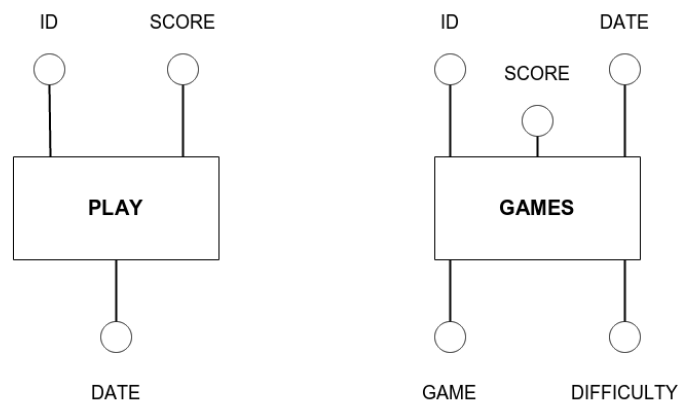 ID
SCORE
PLAY
DATE
ID
DATE
SCORE
GAMES
GAME
DIFFICULTY